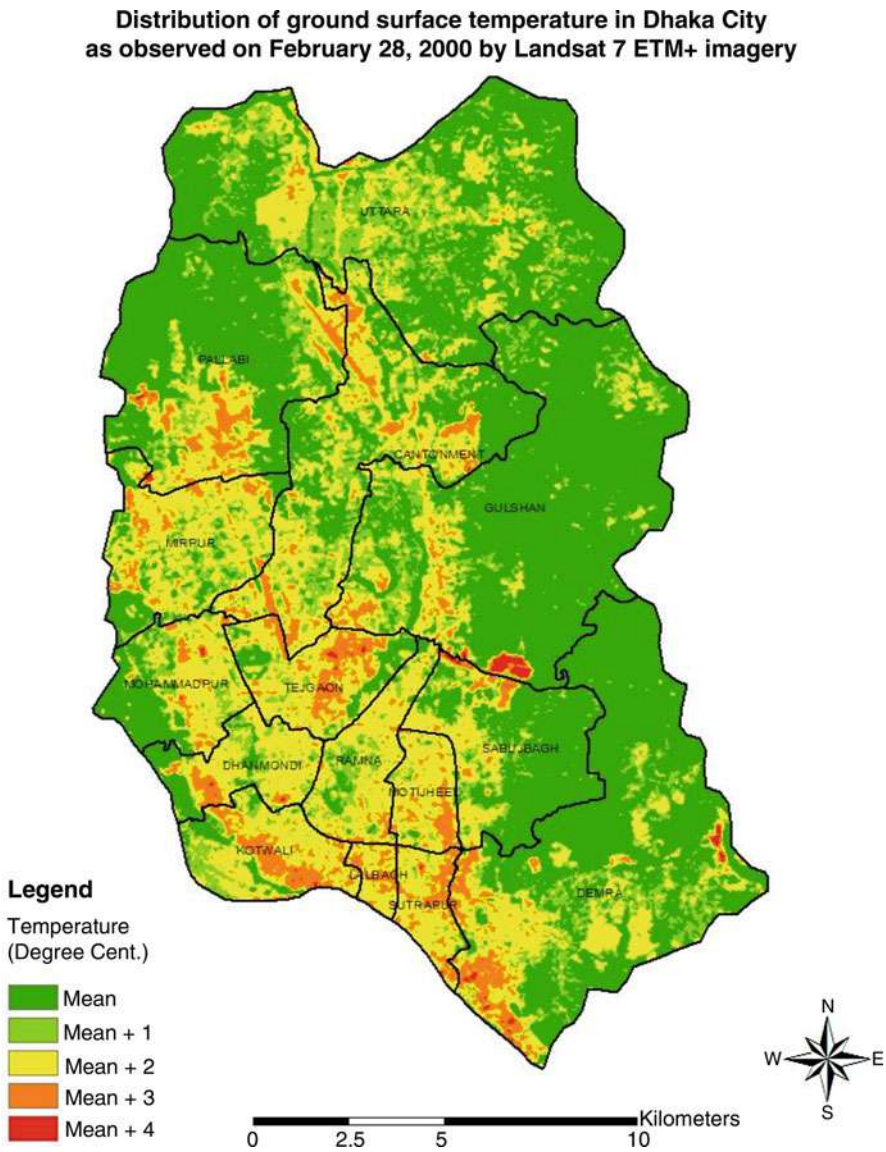 Distribution of ground surface temperature in Dhaka City
as observed on February 28, 2000 by Landsat 7 ETM+ imagery
UTTARA
PALLABI
CANTONMENT
GULSHAN
MIRPUR
MOHAMMADPUR
TEJGAON
SABUJBAGH
DHANMONDI
RAMNA
MOTIJHEEL
KOTWALI
LALBAGH
SUTRAPUR
DEMRA
Legend
Temperature
(Degree Cent.)
Mean
Mean + 1
Mean + 2
Mean + 3
Mean + 4
N
W E
S
Kilometers
0 2.5 5 10